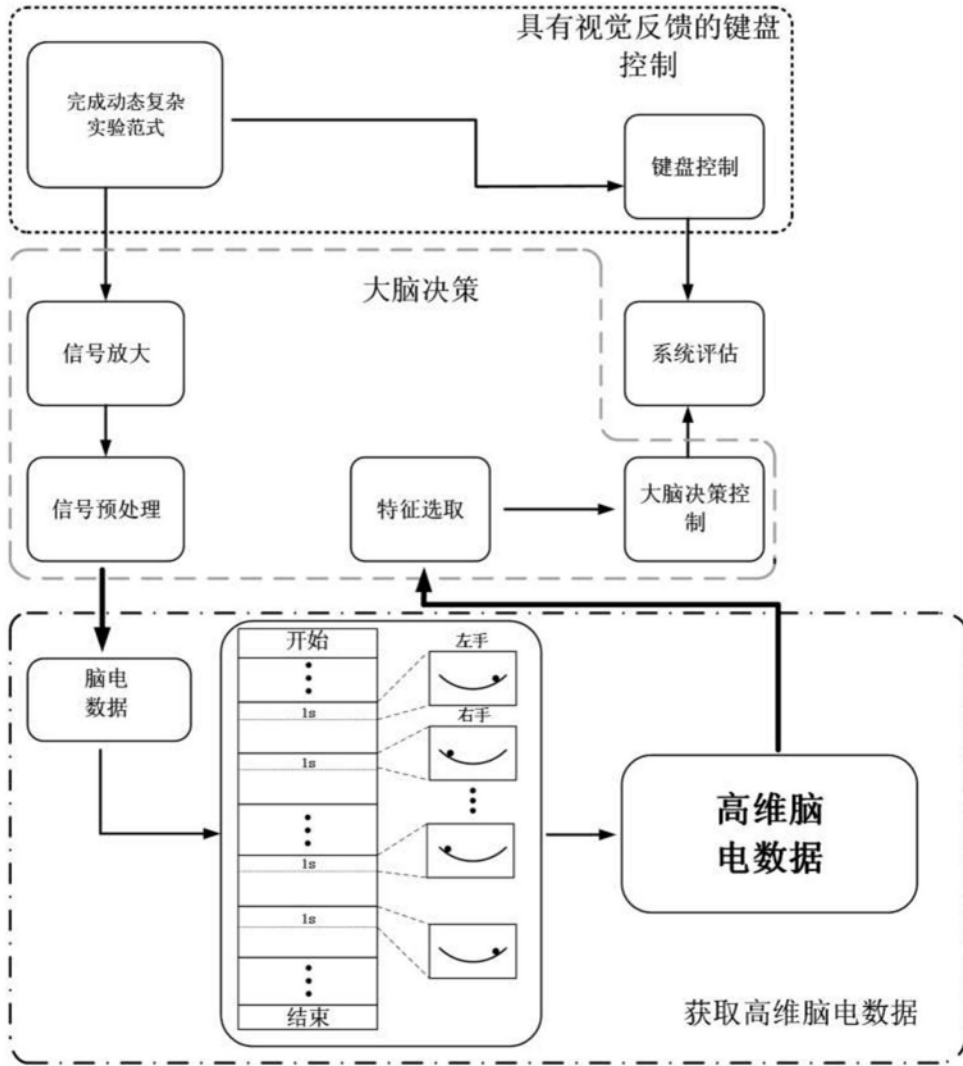 具有视觉反馈的键盘
控制
完成动态复杂
实验范式
键盘控制
大脑决策
信号放大
系统评估
信号预处理
特征选取
大脑决策控
制
脑电
数据
开始
1s
1s
1s
1s
结束
左手
右手
高维脑
电数据
获取高维脑电数据